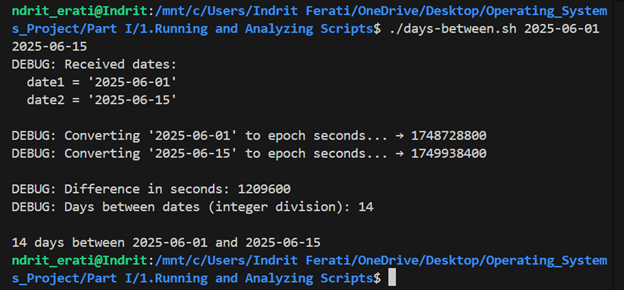 ndrit_erati@Indrit:/mnt/c/Users/Indrit Ferati/OneDrive/Desktop/Operating_System
s_Project/Part I/1.Running and Analyzing Scripts$ ./days-between.sh 2025-06-01
2025-06-15
DEBUG: Received dates:
  date1 = '2025-06-01'
  date2 = '2025-06-15'

DEBUG: Converting '2025-06-01' to epoch seconds... → 1748728800
DEBUG: Converting '2025-06-15' to epoch seconds... → 1749938400

DEBUG: Difference in seconds: 1209600
DEBUG: Days between dates (integer division): 14

14 days between 2025-06-01 and 2025-06-15
ndrit_erati@Indrit:/mnt/c/Users/Indrit Ferati/OneDrive/Desktop/Operating_System
s_Project/Part I/1.Running and Analyzing Scripts$